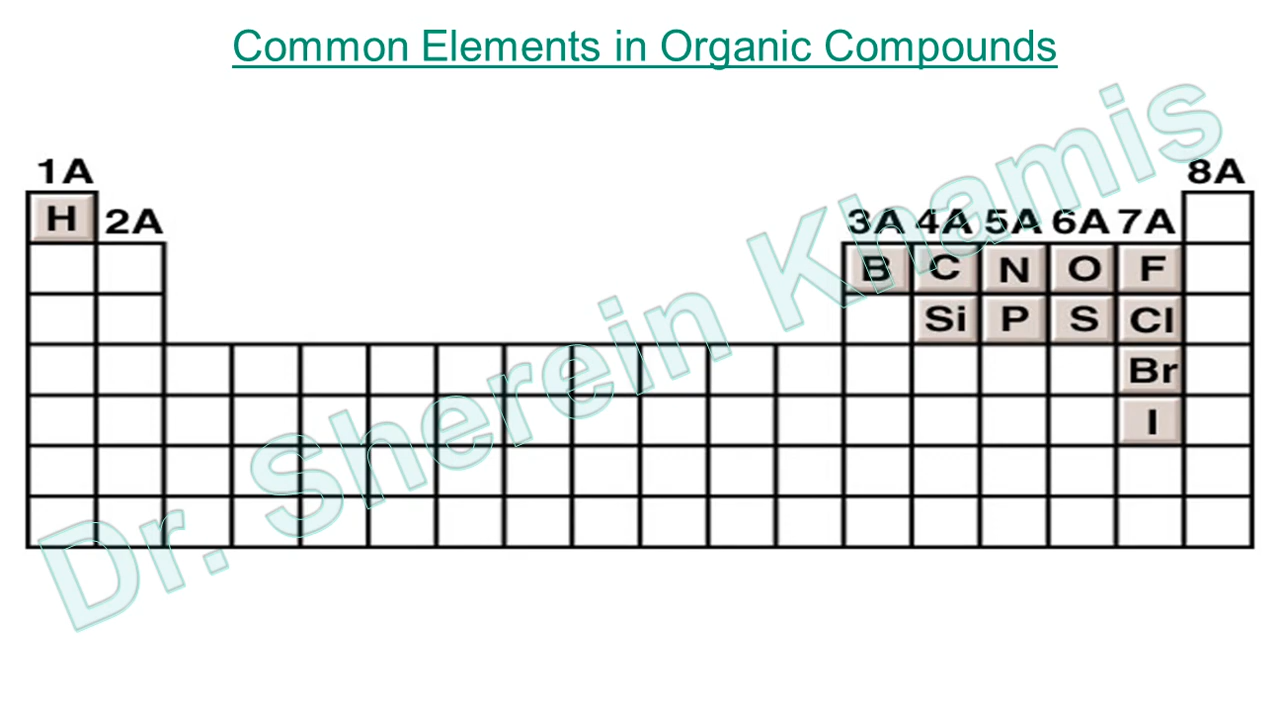 Common Elements in Organic Compounds
1A
8A
H
2A
3A 4A 5A 6A 7A
B C N O F
Si P S Cl
Br
I
Dr. Sherein Khamis